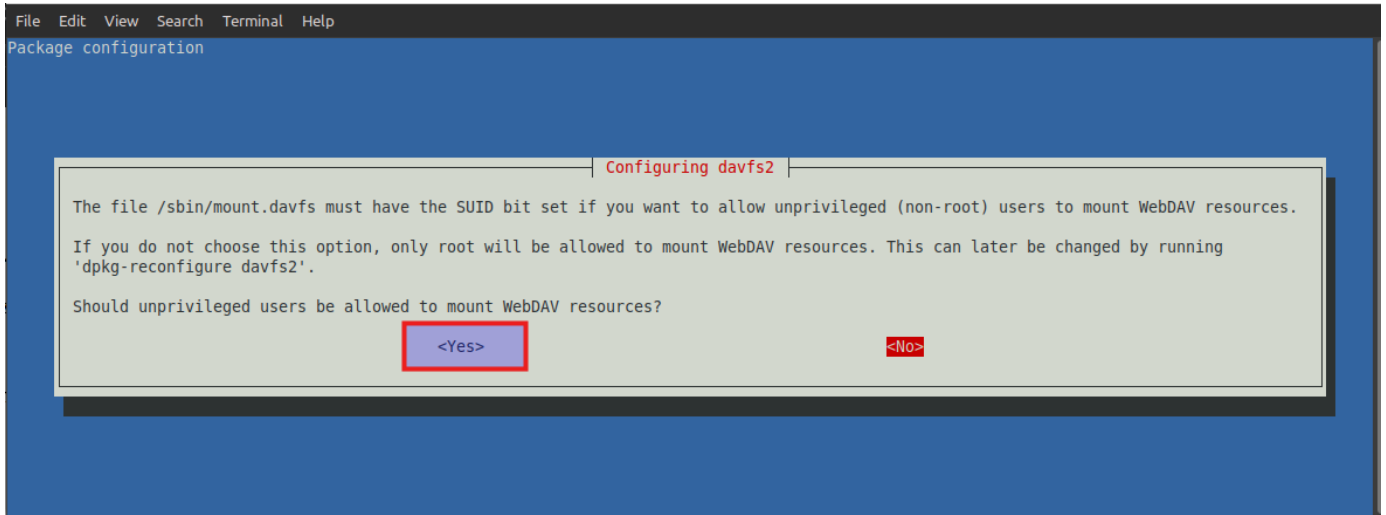 File Edit View Search Terminal Help
Package configuration
Configuring davfs2
The file /sbin/mount.davfs must have the SUID bit set if you want to allow unprivileged (non-root) users to mount WebDAV resources.
If you do not choose this option, only root will be allowed to mount WebDAV resources. This can later be changed by running
'dpkg-reconfigure davfs2'.
Should unprivileged users be allowed to mount WebDAV resources?
<Yes> <No>